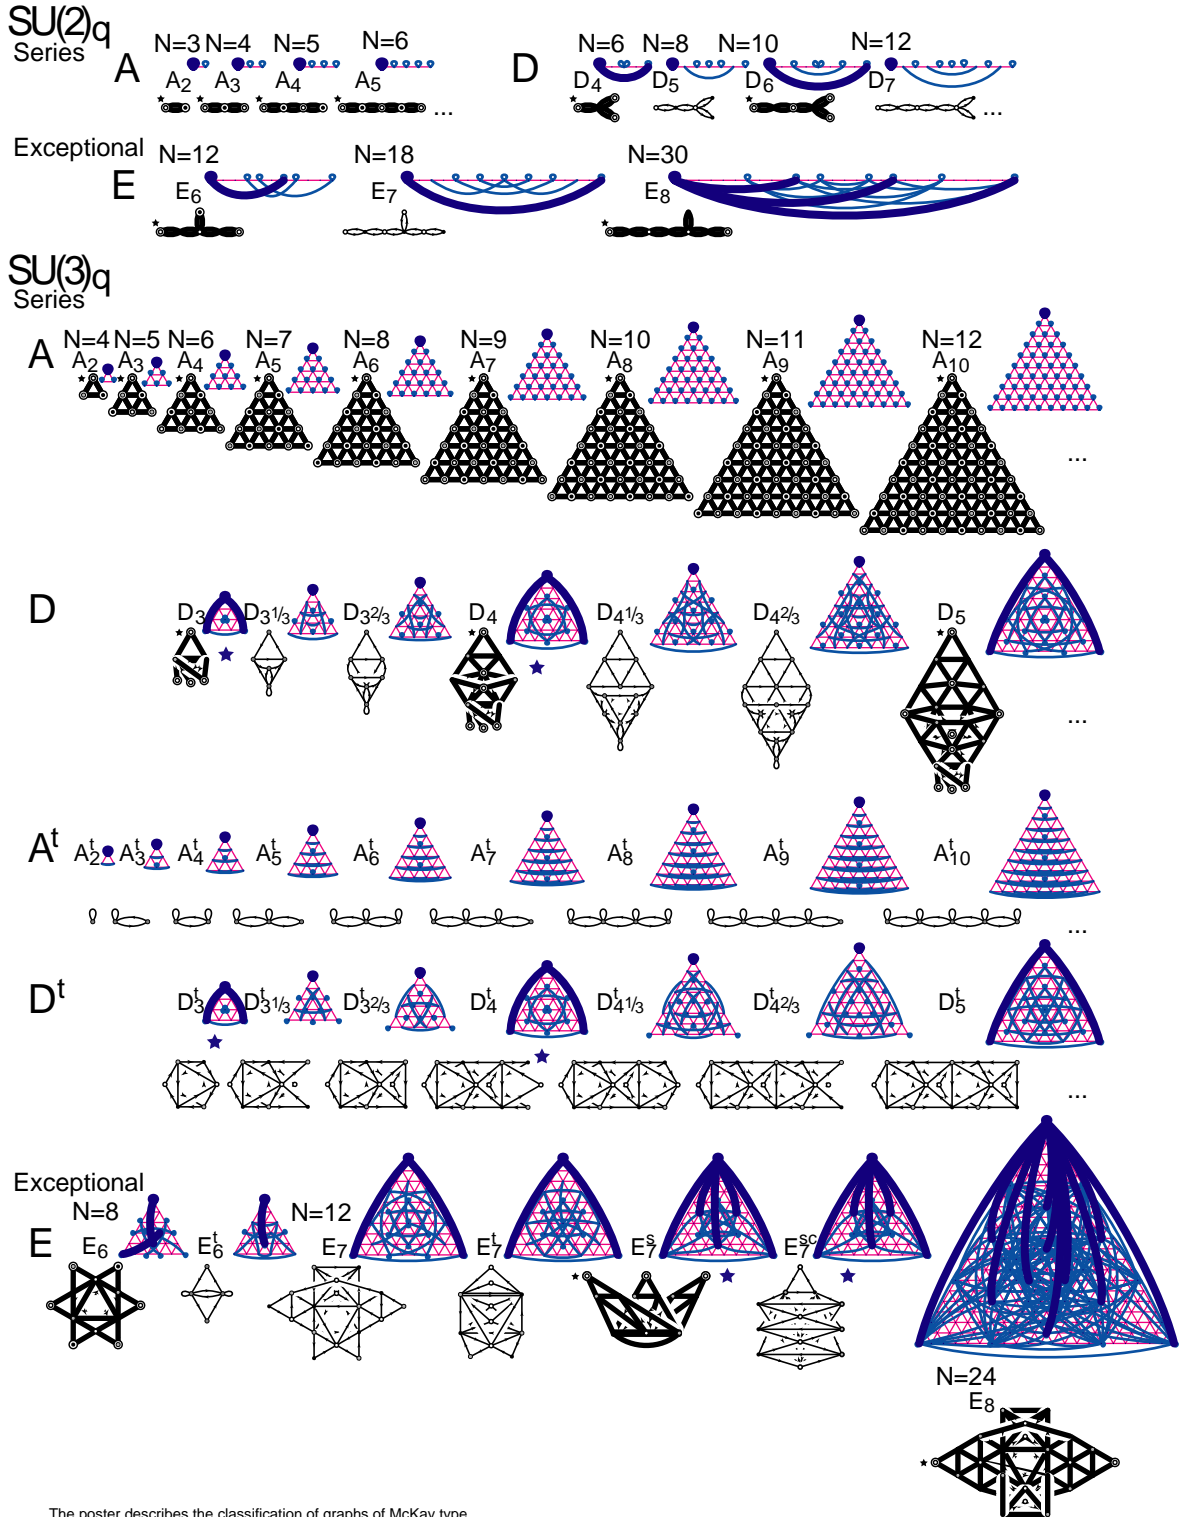 SU(2)q
Series
A
N=3 N=4 N=5 N=6
A2 A3 A4 A5 ...
D
N=6 N=8 N=10 N=12
D4 D5 D6 D7 ...
Exceptional
E
N=12 N=18 N=30
E6 E7 E8
SU(3)q
Series
A
N=4 N=5 N=6 N=7 N=8 N=9 N=10 N=11 N=12
A2 A3 A4 A5 A6 A7 A8 A9 A10
...
D
D3 D31/3 D32/3 D4 D41/3 D42/3 D5
...
At
At2 At3 At4 At5 At6 At7 At8 At9 At10
...
Dt
Dt3 Dt31/3 Dt32/3 Dt4 Dt41/3 Dt42/3 Dt5
...
Exceptional
N=8 N=12
E
E6 Et6 E7 Et7 Es7 Esc7
N=24
E8
The poster describes the classification of graphs of McKay type